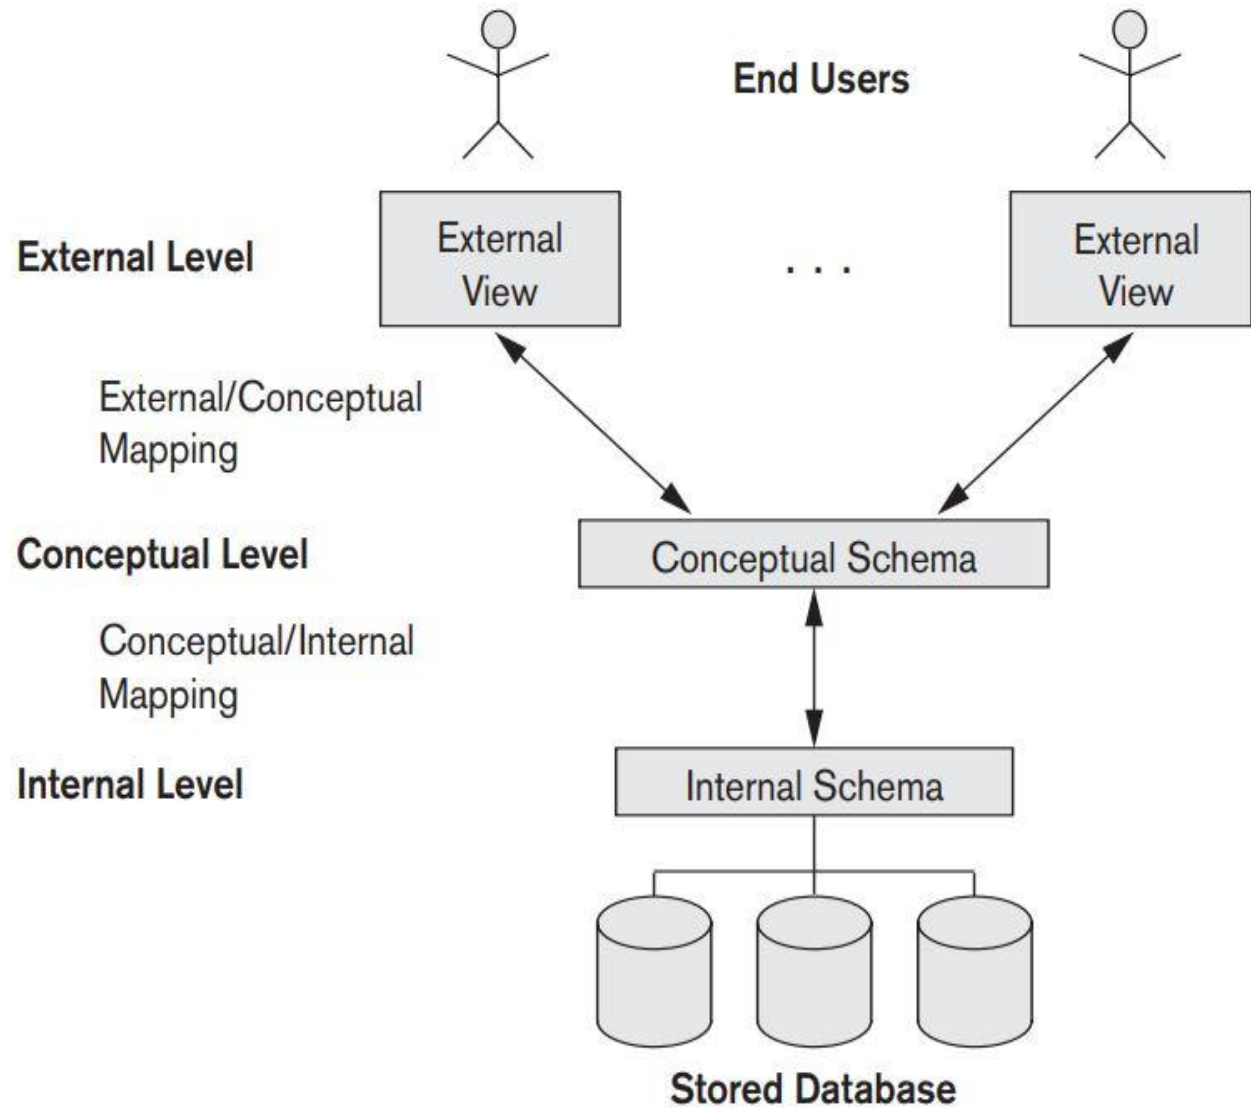 End Users
External Level
External
View
. . .
External
View
External/Conceptual
Mapping
Conceptual Level
Conceptual Schema
Conceptual/Internal
Mapping
Internal Level
Internal Schema
Stored Database